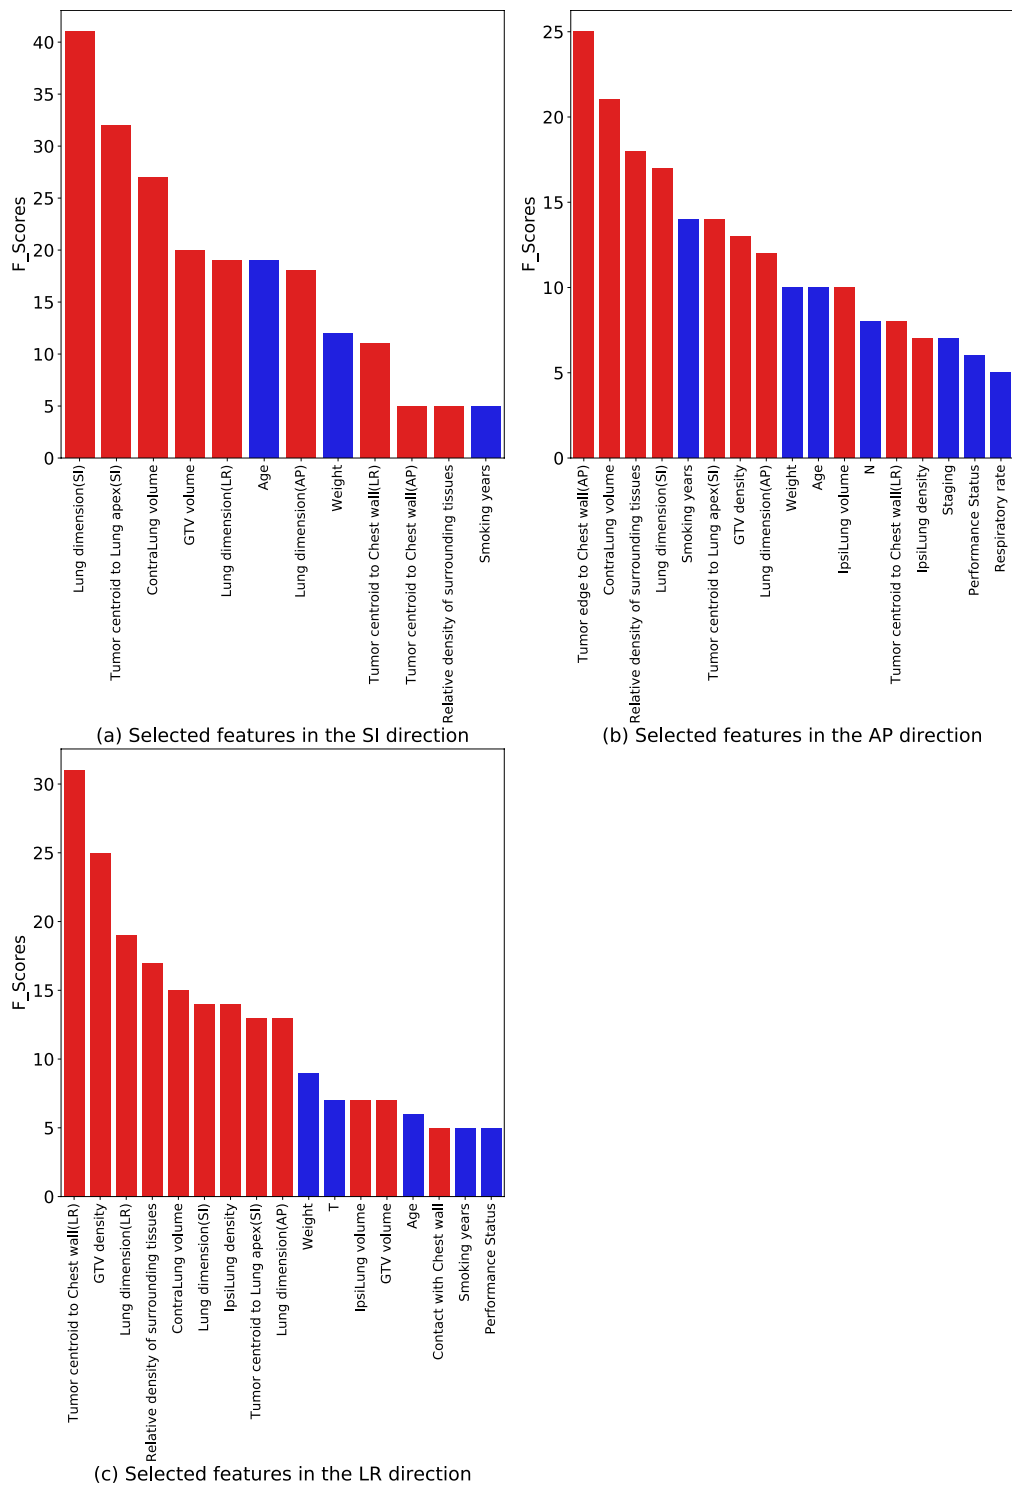 40
35
30
25
20
15
10
5
0
F_Scores
Lung dimension(SI)
Tumor centroid to Lung apex(SI)
ContraLung volume
GTV volume
Lung dimension(LR)
Age
Lung dimension(AP)
Weight
Tumor centroid to Chest wall(LR)
Tumor centroid to Chest wall(AP)
Relative density of surrounding tissues
Smoking years
(a) Selected features in the SI direction
25
20
15
10
5
0
F_Scores
Tumor edge to Chest wall(AP)
ContraLung volume
Relative density of surrounding tissues
Lung dimension(SI)
Smoking years
Tumor centroid to Lung apex(SI)
GTV density
Lung dimension(AP)
Weight
Age
IpsiLung volume
N
Tumor centroid to Chest wall(LR)
IpsiLung density
Staging
Performance Status
Respiratory rate
(b) Selected features in the AP direction
30
25
20
15
10
5
0
F_Scores
Tumor centroid to Chest wall(LR)
GTV density
Lung dimension(LR)
Relative density of surrounding tissues
ContraLung volume
Lung dimension(SI)
IpsiLung density
Tumor centroid to Lung apex(SI)
Lung dimension(AP)
Weight
T
IpsiLung volume
GTV volume
Age
Contact with Chest wall
Smoking years
Performance Status
(c) Selected features in the LR direction